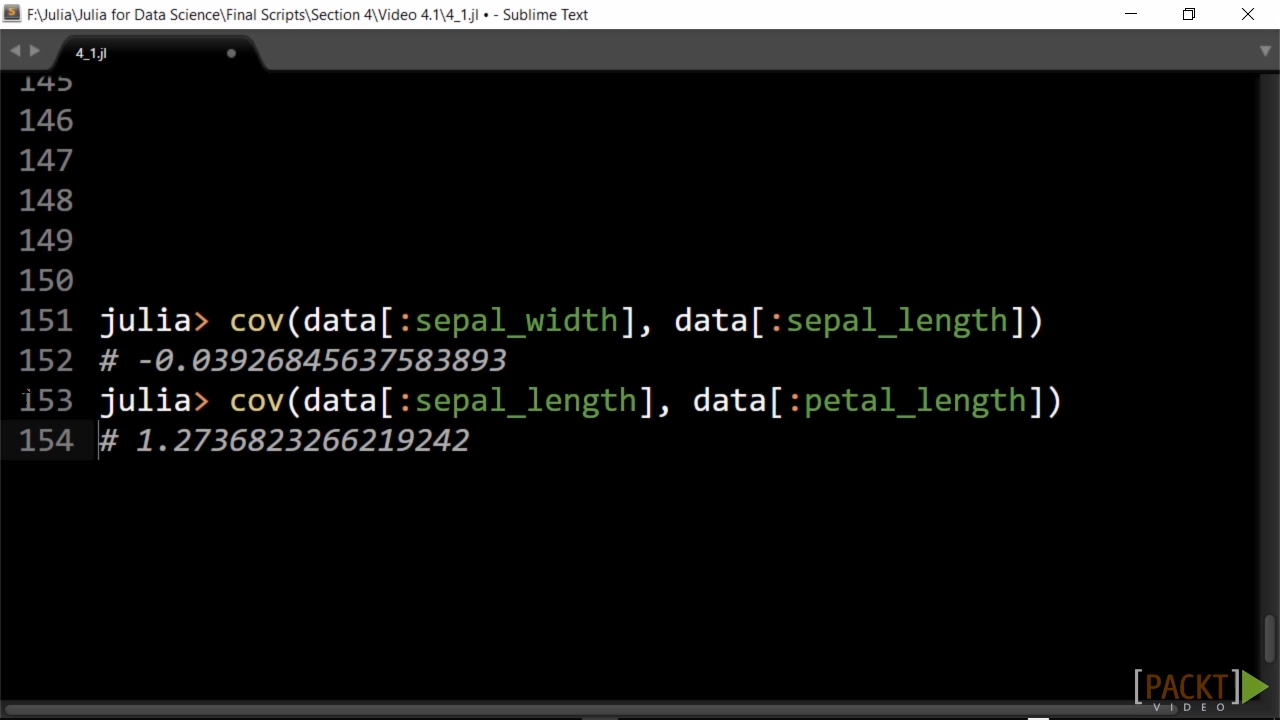 F:\Julia\Julia for Data Science\Final Scripts\Section 4\Video 4.1\4_1.jl • - Sublime Text
4_1.jl
145
146
147
148
149
150
151 julia> cov(data[:sepal_width], data[:sepal_length])
152 # -0.03926845637583893
153 julia> cov(data[:sepal_length], data[:petal_length])
154 # 1.2736823266219242
[PACKT]
VIDEO